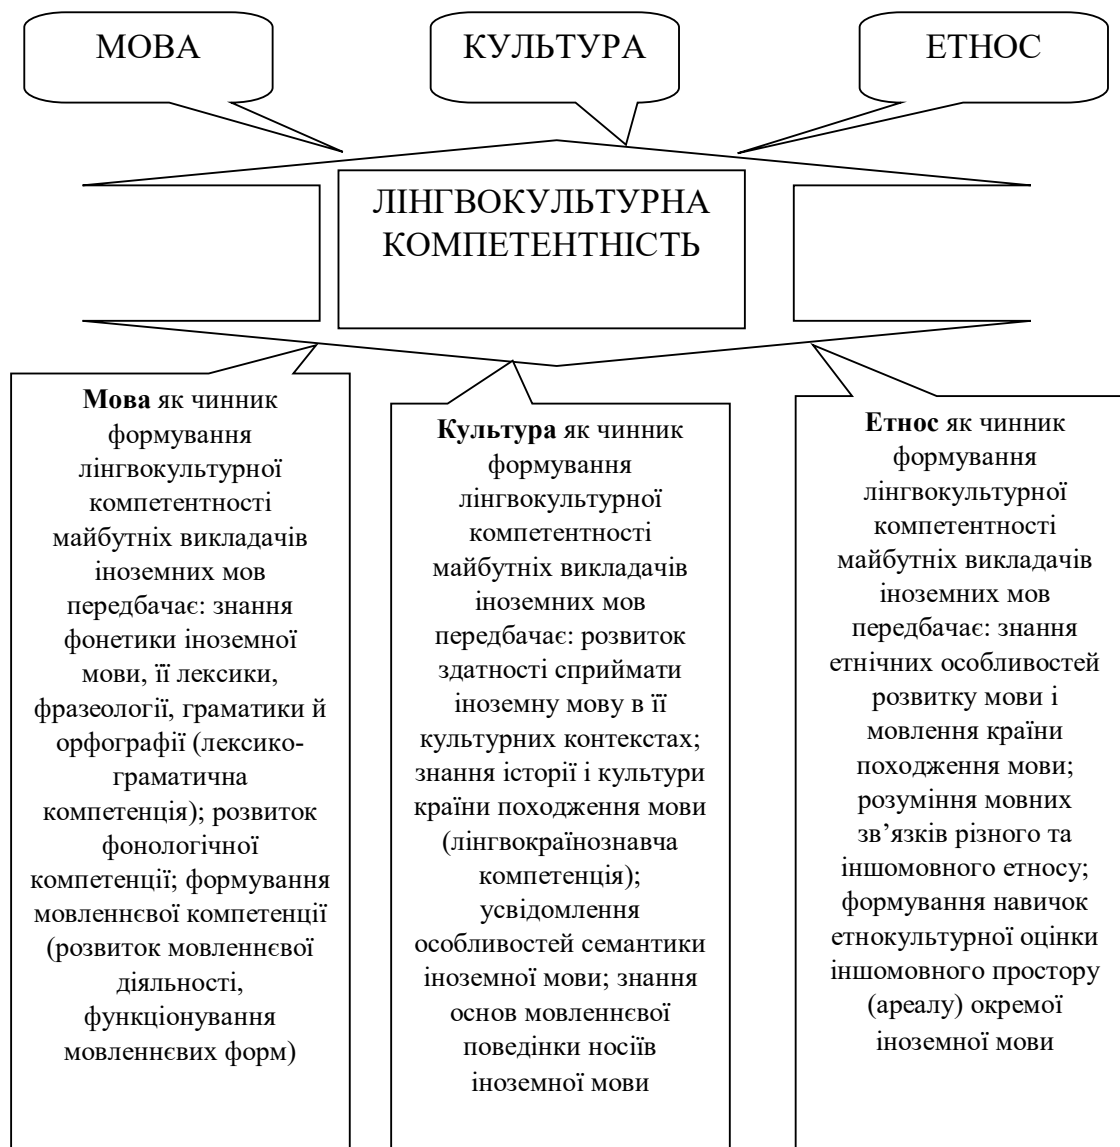 МОВА
КУЛЬТУРА
ЕТНОС
ЛІНГВОКУЛЬТУРНА
КОМПЕТЕНТНІСТЬ
Мова як чинник
формування
лінгвокультурної
компетентності
майбутніх викладачів
іноземних мов
передбачає: знання
фонетики іноземної
мови, її лексики,
фразеології, граматики й
орфографії (лексико-
граматична
компетенція); розвиток
фонологічної
компетенції; формування
мовленнєвої компетенції
(розвиток мовленнєвої
діяльності,
функціонування
мовленнєвих форм)
Культура як чинник
формування
лінгвокультурної
компетентності
майбутніх викладачів
іноземних мов
передбачає: розвиток
здатності сприймати
іноземну мову в її
культурних контекстах;
знання історії і культури
країни походження мови
(лінгвокраїнознавча
компетенція);
усвідомлення
особливостей семантики
іноземної мови; знання
основ мовленнєвої
поведінки носіїв
іноземної мови
Етнос як чинник
формування
лінгвокультурної
компетентності
майбутніх викладачів
іноземних мов
передбачає: знання
етнічних особливостей
розвитку мови і
мовлення країни
походження мови;
розуміння мовних
зв’язків різного та
іншомовного етносу;
формування навичок
етнокультурної оцінки
іншомовного простору
(ареалу) окремої
іноземної мови